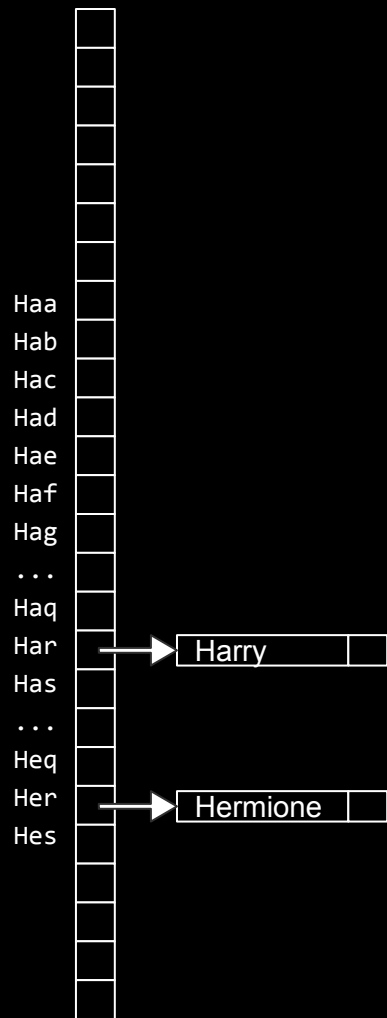 Haa
Hab
Hac
Had
Hae
Haf
Hag
...
Haq
Har Harry
Has
...
Heq
Her Hermione
Hes